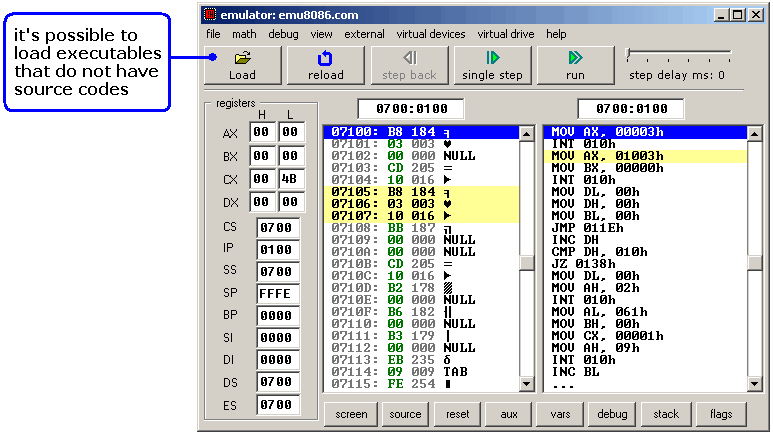 it's possible to
load executables
that do not have
source codes
emulator: emu8086.com
file math debug view external virtual devices virtual drive help
Load reload step back single step run step delay ms: 0
registers
H L
AX 00 00
BX 00 00
CX 00 4B
DX 00 00
CS 0700
IP 0100
SS 0700
SP FFFE
BP 0000
SI 0000
DI 0000
DS 0700
ES 0700
0700:0100
07100: B8 184 ╕
07101: 03 003 ♥
07102: 00 000 NULL
07103: CD 205 =
07104: 10 016 ►
07105: B8 184 ╕
07106: 03 003 ♥
07107: 10 016 ►
07108: BB 187 ╗
07109: 00 000 NULL
0710A: 00 000 NULL
0710B: CD 205 =
0710C: 10 016 ►
0710D: B2 178 ▓
0710E: 00 000 NULL
0710F: B6 182 ╢
07110: 00 000 NULL
07111: B3 179 │
07112: 00 000 NULL
07113: EB 235 δ
07114: 09 009 TAB
07115: FE 254 ■
0700:0100
MOV AX, 00003h
INT 010h
MOV AX, 01003h
MOV BX, 00000h
INT 010h
MOV DL, 00h
MOV DH, 00h
MOV BL, 00h
JMP 011Eh
INC DH
CMP DH, 010h
JZ 0138h
MOV DL, 00h
MOV AH, 02h
INT 010h
MOV AL, 061h
MOV BH, 00h
MOV CX, 00001h
MOV AH, 09h
INT 010h
INC BL
...
screen source reset aux vars debug stack flags